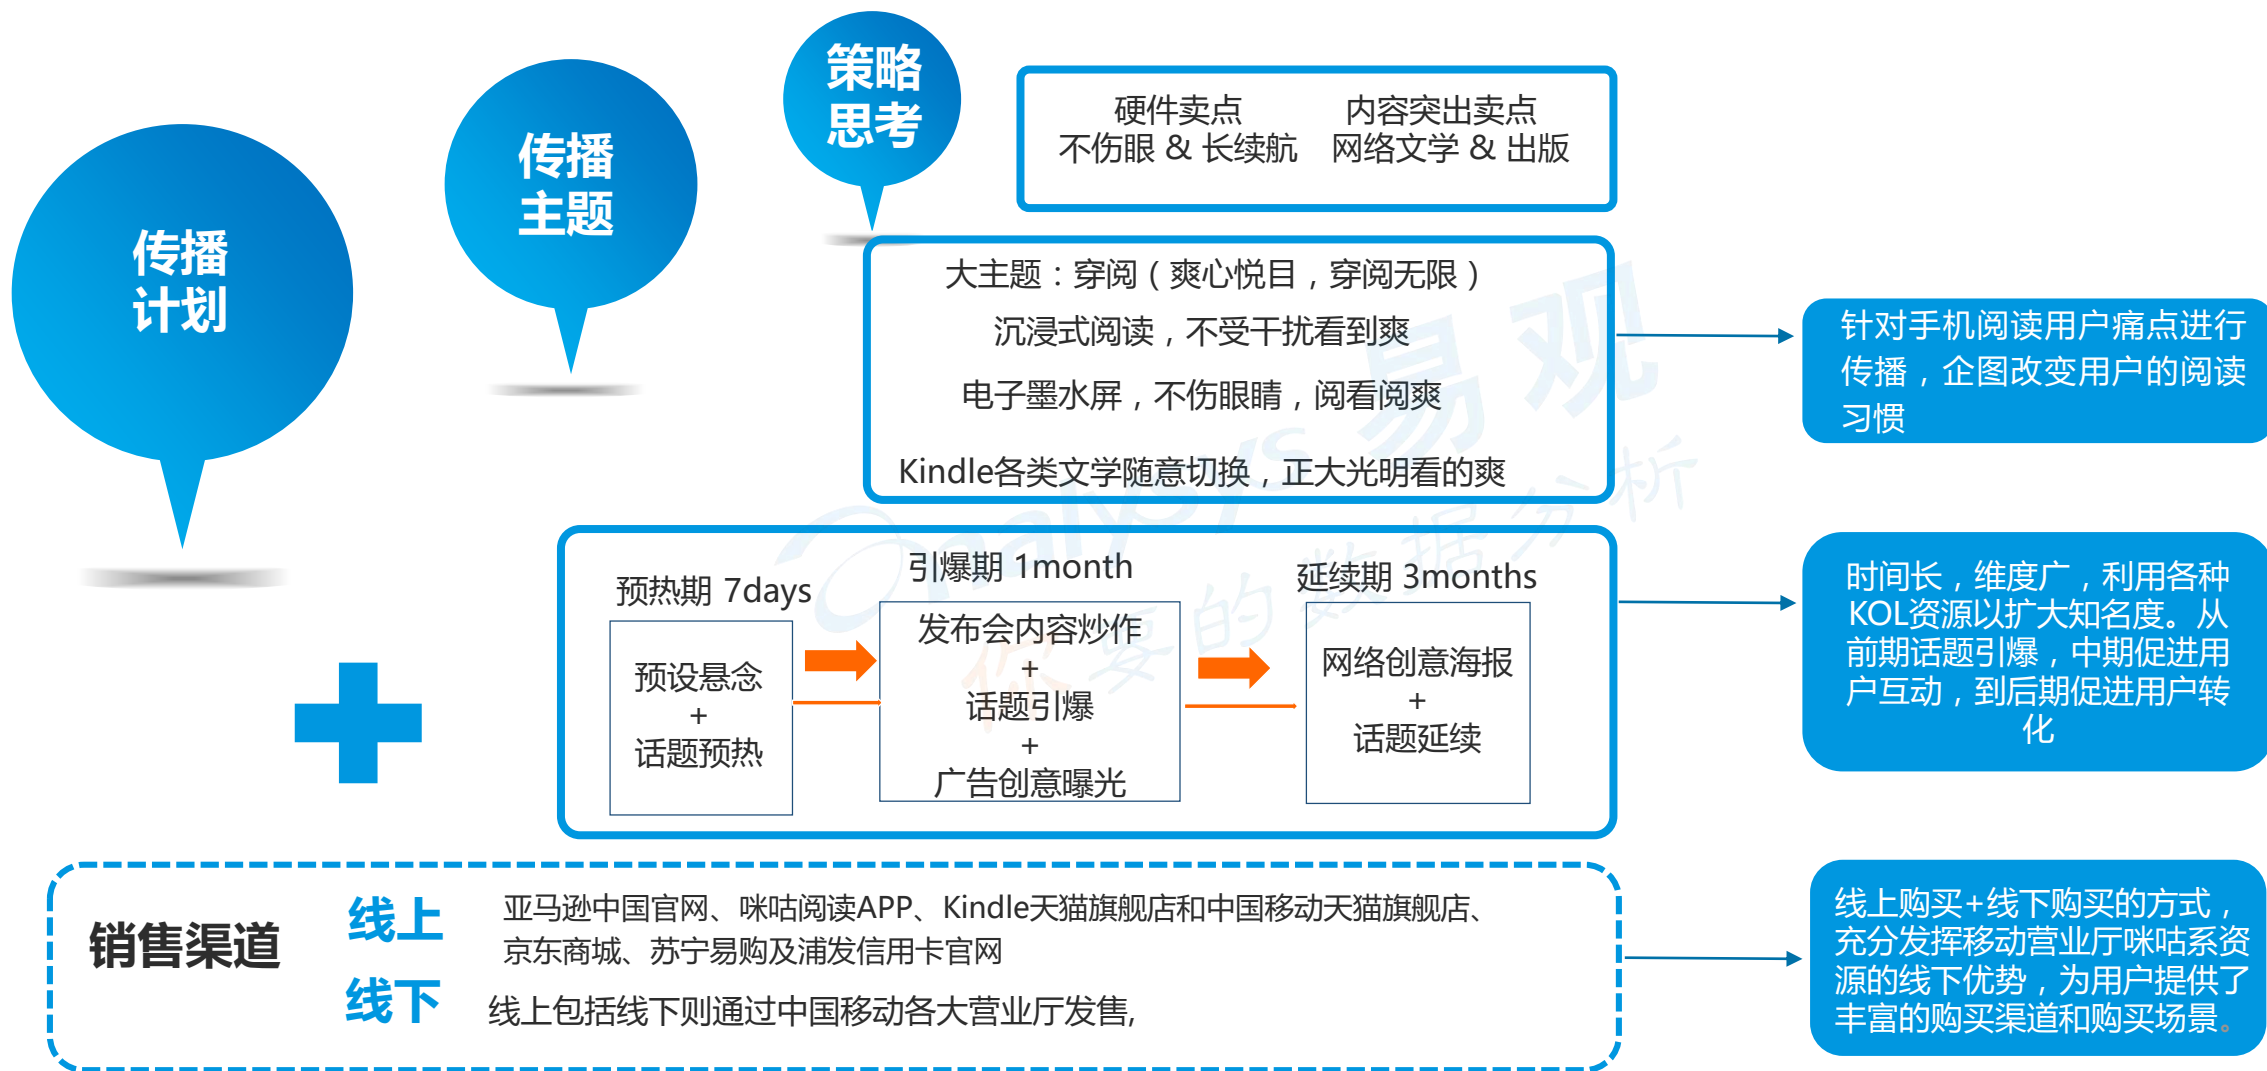 策略
思考
硬件卖点 内容突出卖点
不伤眼 & 长续航 网络文学 & 出版
传播
主题
大主题：穿阅（爽心悦目，穿阅无限）
沉浸式阅读，不受干扰看到爽
电子墨水屏，不伤眼睛，阅看阅爽
Kindle各类文学随意切换，正大光明看的爽
针对手机阅读用户痛点进行
传播，企图改变用户的阅读
习惯
传播
计划
预热期 7days
预设悬念
+
话题预热
引爆期 1month
发布会内容炒作
+
话题引爆
+
广告创意曝光
延续期 3months
网络创意海报
+
话题延续
时间长，维度广，利用各种
KOL资源以扩大知名度。从
前期话题引爆，中期促进用
户互动，到后期促进用户转
化
销售渠道
线上
亚马逊中国官网、咪咕阅读APP、Kindle天猫旗舰店和中国移动天猫旗舰店、
京东商城、苏宁易购及浦发信用卡官网
线下
线上包括线下则通过中国移动各大营业厅发售,
线上购买+线下购买的方式，
充分发挥移动营业厅咪咕系资
源的线下优势，为用户提供了
丰富的购买渠道和购买场景。
analysys 易观
你要的数据分析